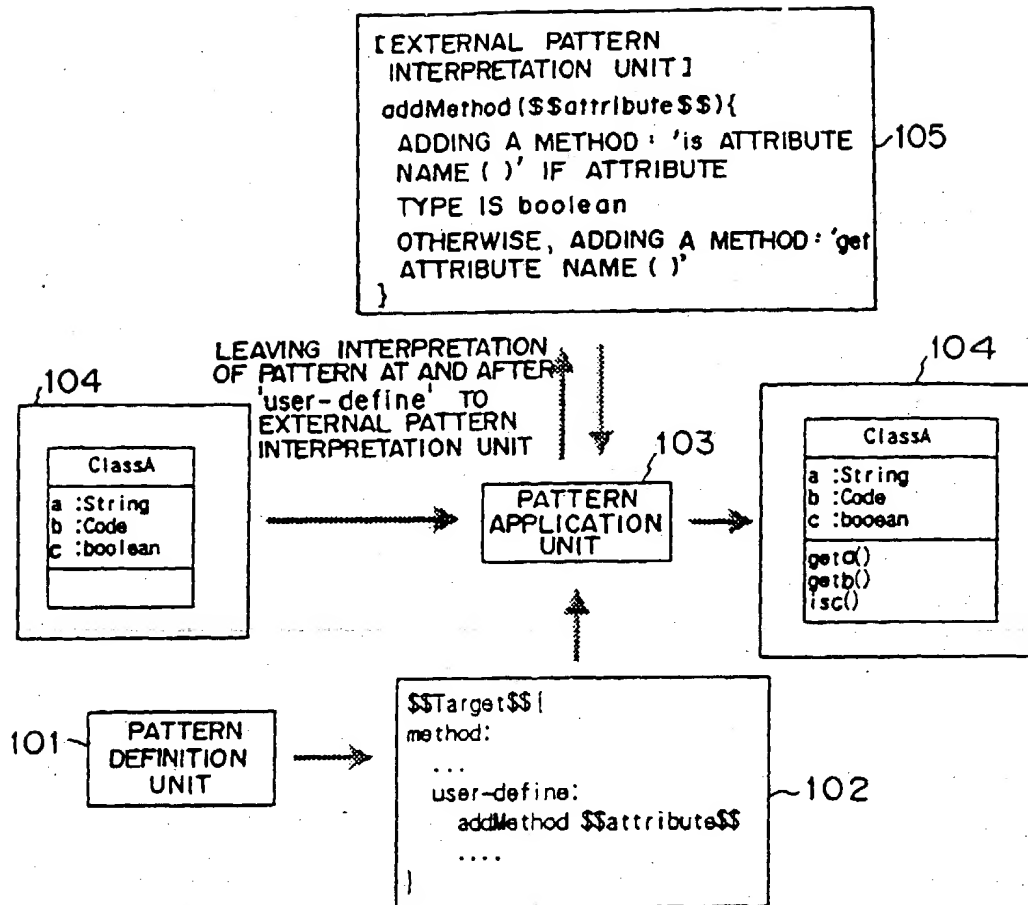 [EXTERNAL PATTERN
INTERPRETATION UNIT]
addMethod($$attribute$$){
ADDING A METHOD: 'is ATTRIBUTE
NAME ( )' IF ATTRIBUTE
TYPE IS boolean
OTHERWISE, ADDING A METHOD: 'get
ATTRIBUTE NAME ( )'
}
105
LEAVING INTERPRETATION
OF PATTERN AT AND AFTER
'user-define' TO
EXTERNAL PATTERN
INTERPRETATION UNIT
104
ClassA
a :String
b :Code
c :boolean
103
PATTERN
APPLICATION
UNIT
104
ClassA
a :String
b :Code
c :booean
geta()
getb()
isc()
101
PATTERN
DEFINITION
UNIT
$$Target$${
method:
...
user-define:
addMethod $$attribute$$
....
}
102